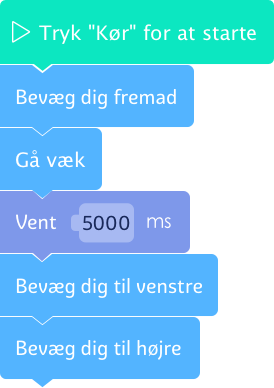 Tryk "Kør" for at starte
Bevæg dig fremad
Gå væk
Vent 5000 ms
Bevæg dig til venstre
Bevæg dig til højre